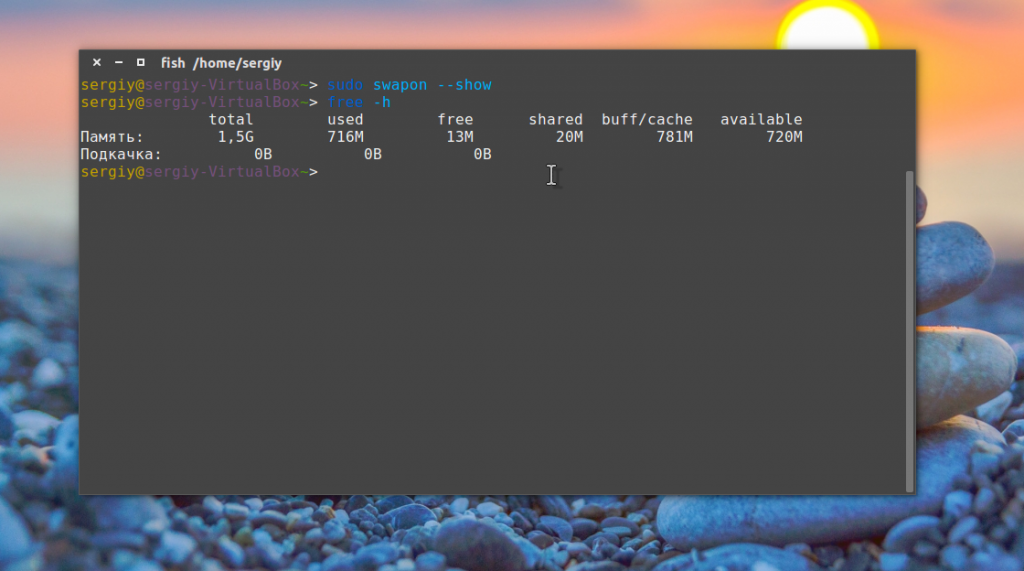 fish /home/sergiy
sergiy@sergiy-VirtualBox~> sudo swapon --show
sergiy@sergiy-VirtualBox~> free -h
total used free shared buff/cache available
Память: 1,5G 716M 13M 20M 781M 720M
Подкачка: 0B 0B 0B
sergiy@sergiy-VirtualBox~>